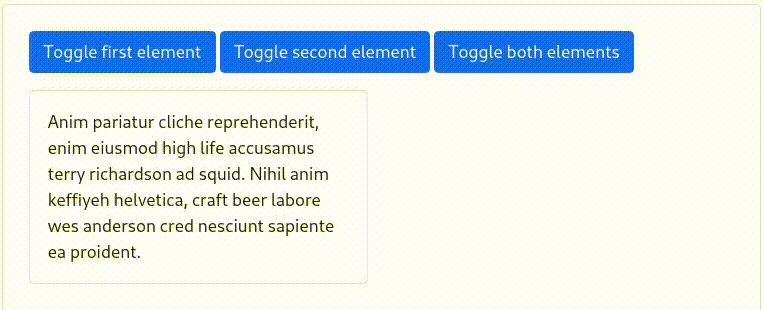 Toggle first element Toggle second element Toggle both elements
Anim pariatur cliche reprehenderit,
enim eiusmod high life accusamus
terry richardson ad squid. Nihil anim
keffiyeh helvetica, craft beer labore
wes anderson cred nesciunt sapiente
ea proident.